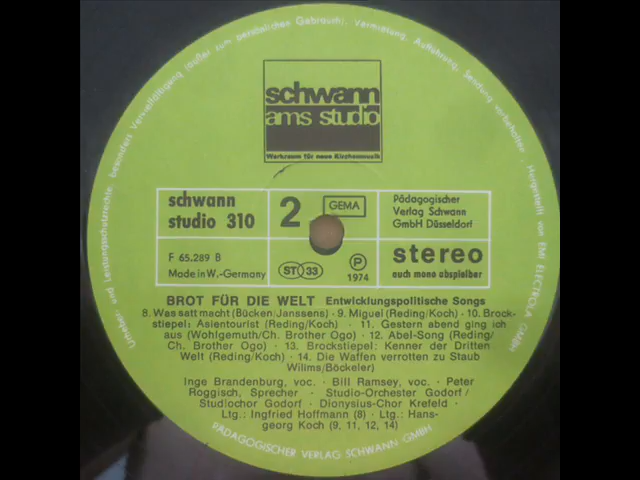 Urheber- und Leistungsschutzrechte, besonders Vervielfältigung (außer zum persönlichen Gebrauch), Vermietung, Aufführung, Sendung vorbehalten. Hergestellt von EMI ELECTROLA GMBH
schwann
ams studio
Werkraum für neue Kirchenmusik
schwann
studio 310
2
GEMA
Pädagogischer
Verlag Schwann
GmbH Düsseldorf
F 65.289 B
Made in W.-Germany
ST 33
P
1974
stereo
auch mono abspielbar
BROT FÜR DIE WELT Entwicklungspolitische Songs
8. Was satt macht (Bücken/Janssens) · 9. Miguel (Reding/Koch) · 10. Brock-
stiepel: Asientourist (Reding/Koch) · 11. Gestern abend ging ich
aus (Wohlgemuth/Ch. Brother Ogo) · 12. Abel-Song (Reding/
Ch. Brother Ogo) · 13. Brockstiepel: Kenner der Dritten
Welt (Reding/Koch) · 14. Die Waffen verrotten zu Staub
Willms/Böckeler)
Inge Brandenburg, voc. · Bill Ramsey, voc. · Peter
Roggisch, Sprecher · Studio-Orchester Godorf/
Studiochor Godorf · Dionysius-Chor Krefeld ·
Ltg.: Ingfried Hoffmann (8) · Ltg.: Hans-
georg Koch (9, 11, 12, 14)
PÄDAGOGISCHER VERLAG SCHWANN GMBH